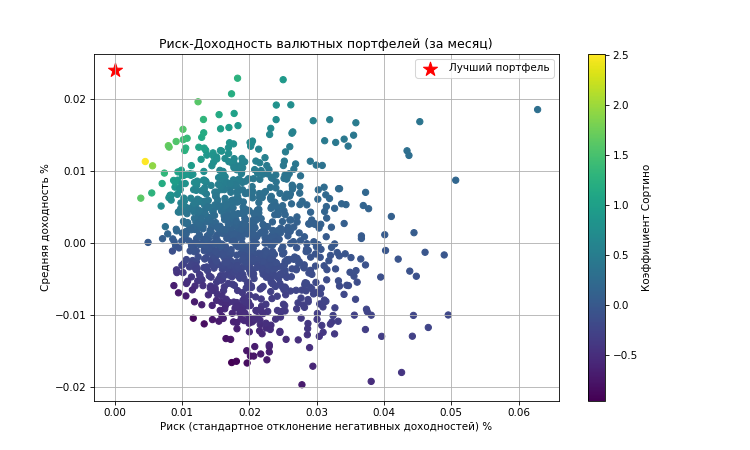 Риск-Доходность валютных портфелей (за месяц)
Лучший портфель
Средняя доходность %
0.02
0.01
0.00
−0.01
−0.02
0.00 0.01 0.02 0.03 0.04 0.05 0.06
Риск (стандартное отклонение негативных доходностей) %
2.5
2.0
1.5
1.0
0.5
0.0
−0.5
Коэффициент Сортино